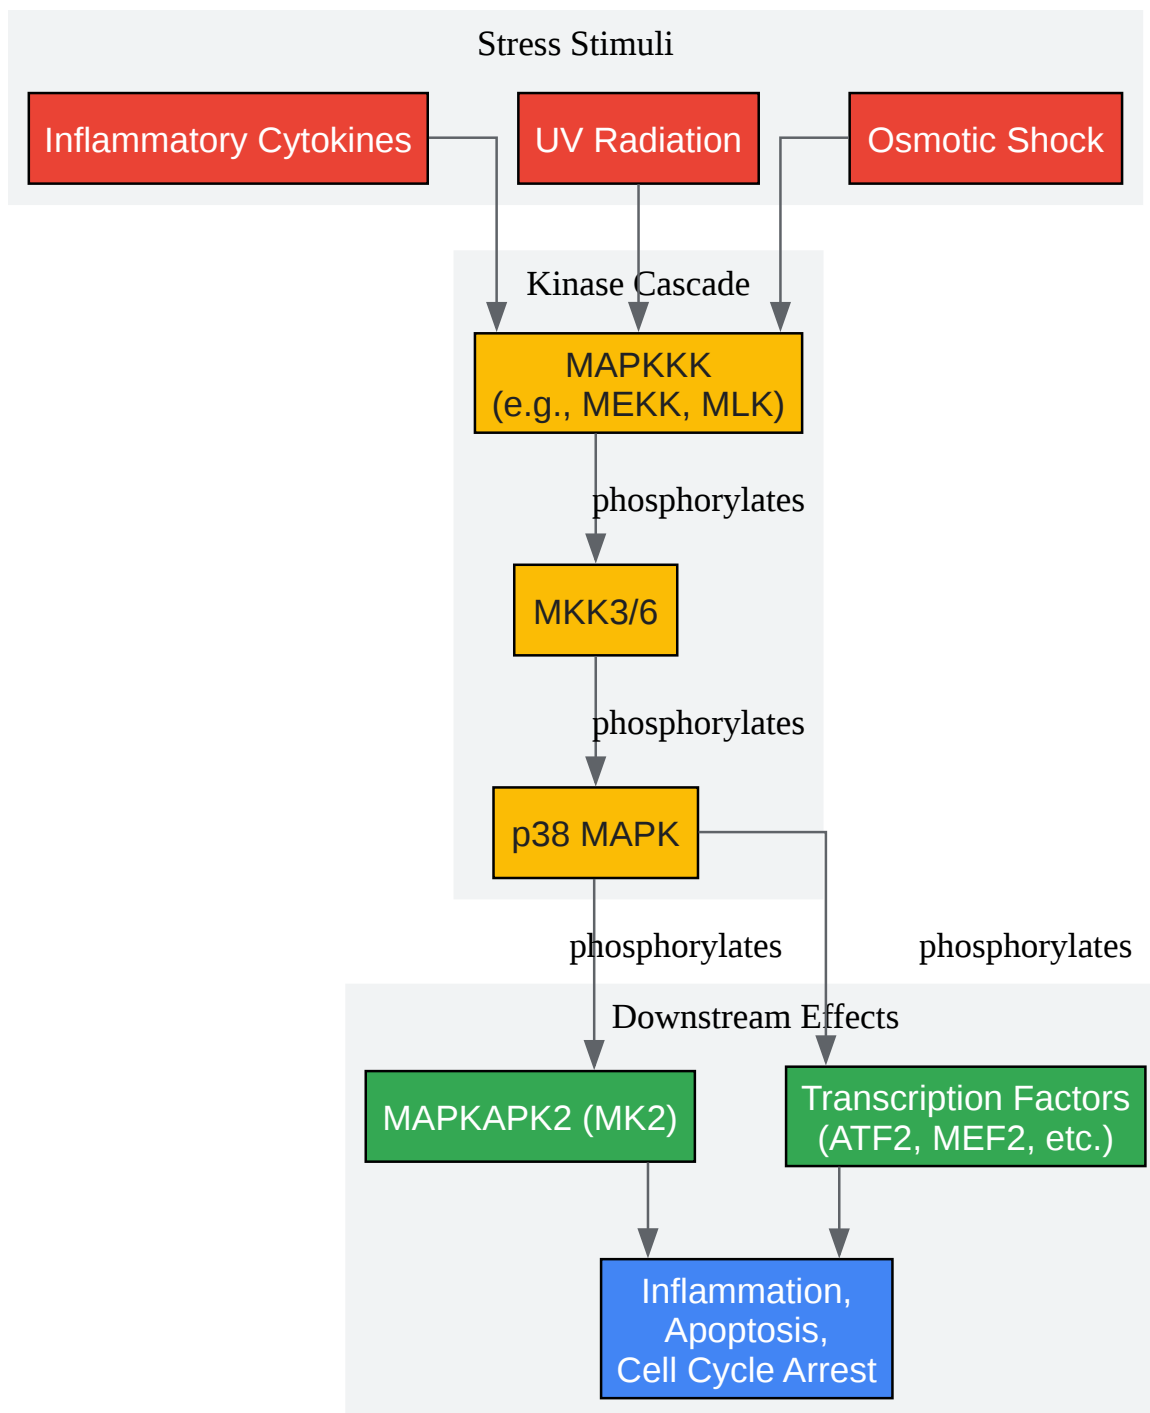 Stress Stimuli
Inflammatory Cytokines
UV Radiation
Osmotic Shock
Kinase Cascade
MAPKKK
(e.g., MEKK, MLK)
phosphorylates
MKK3/6
phosphorylates
p38 MAPK
phosphorylates
phosphorylates
Downstream Effects
MAPKAPK2 (MK2)
Transcription Factors
(ATF2, MEF2, etc.)
Inflammation,
Apoptosis,
Cell Cycle Arrest